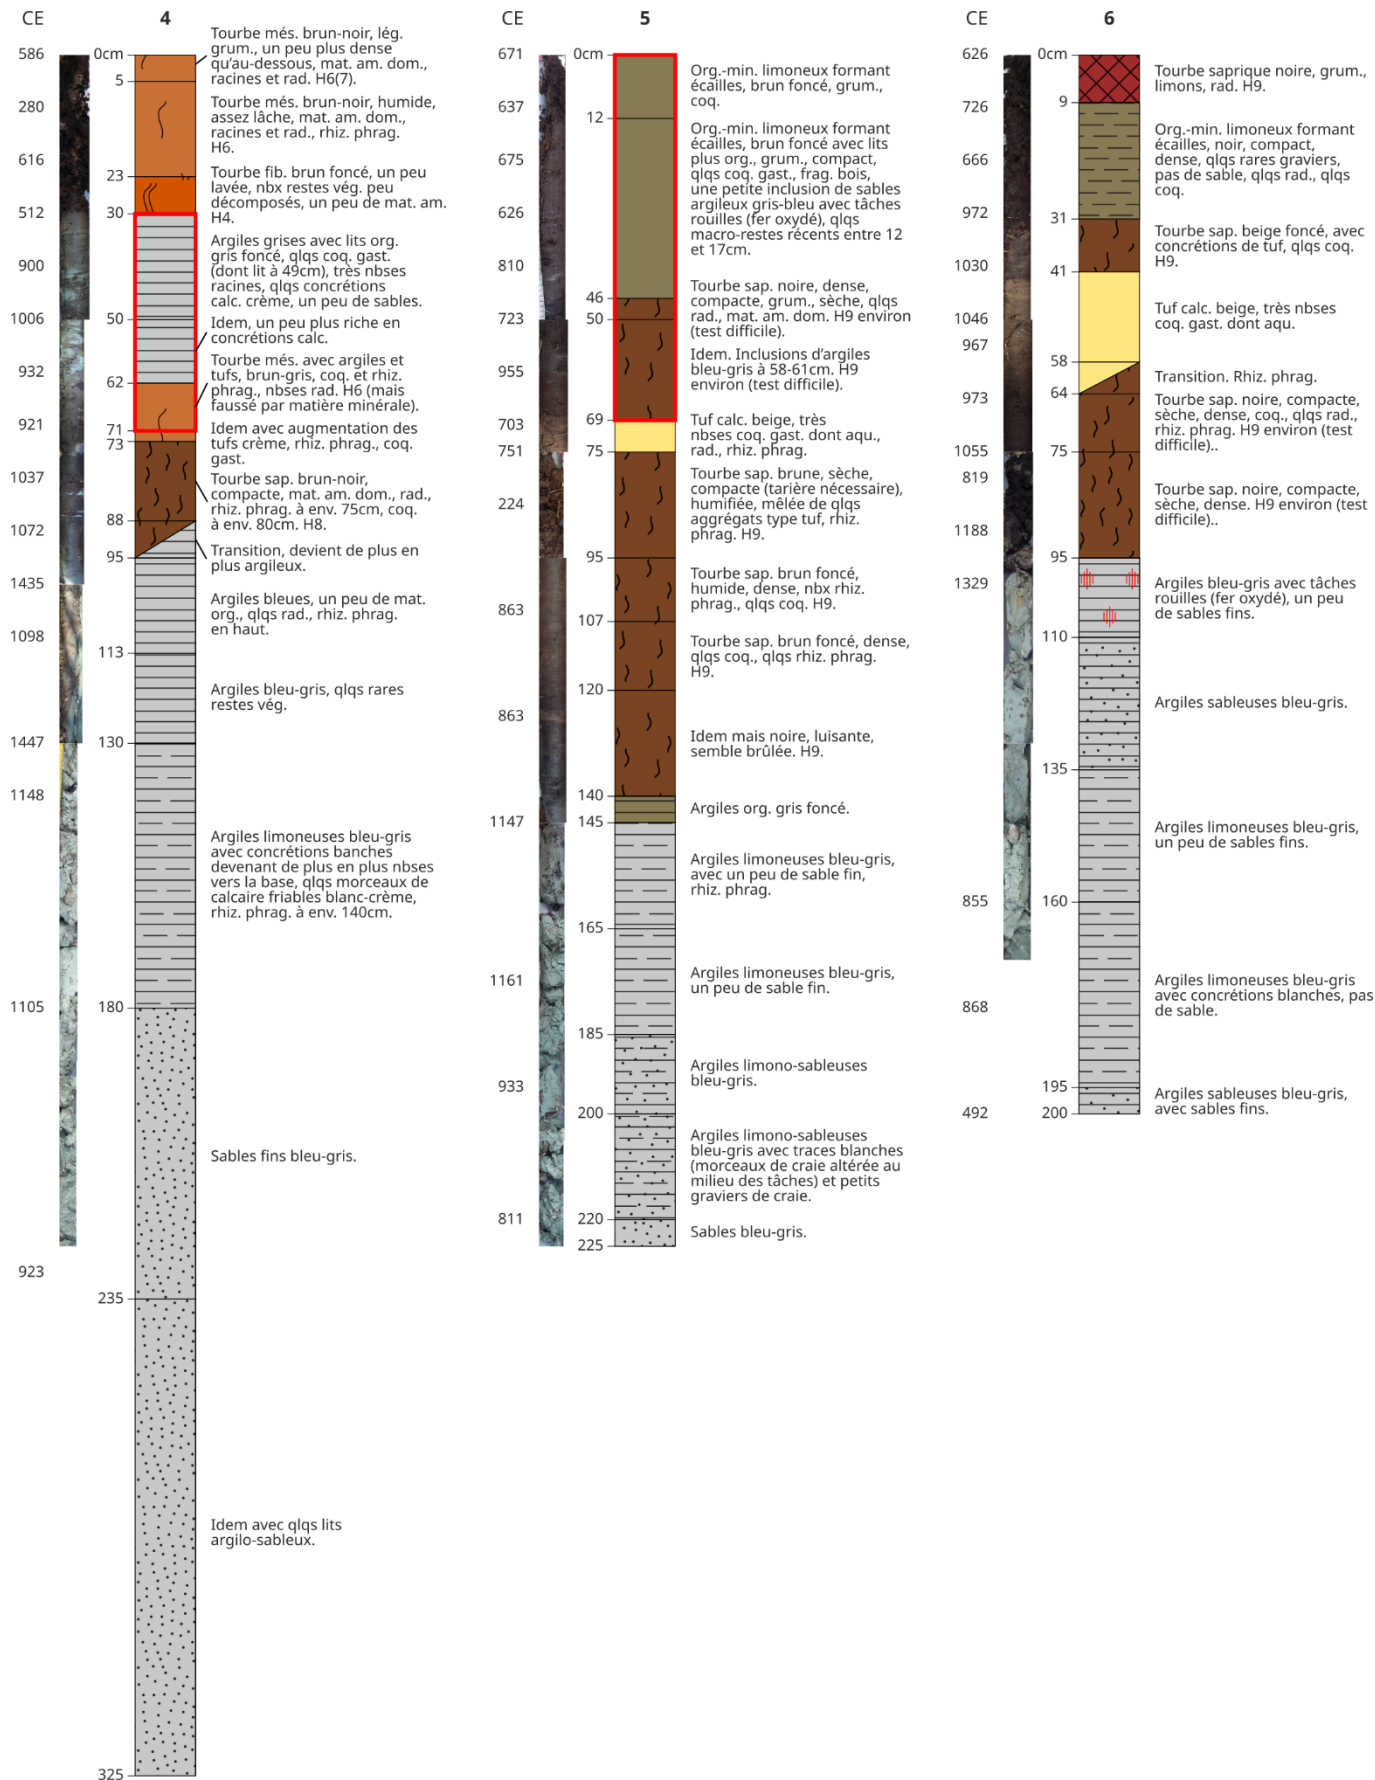 CE
4
586
280
616
512
900
1006
932
921
1037
1072
1435
1098
1447
1148
1105
923
0cm
5
23
30
50
62
71
73
88
95
113
130
180
235
325
Tourbe més. brun-noir, lég.
grum., un peu plus dense
qu'au-dessous, mat. am. dom.,
racines et rad. H6(7).
Tourbe més. brun-noir, humide,
assez lâche, mat. am. dom.,
racines et rad., rhiz. phrag.
H6.
Tourbe fib. brun foncé, un peu
lavée, nbx restes vég. peu
décomposés, un peu de mat. am.
H4.
Argiles grises avec lits org.
gris foncé, qlqs coq. gast.
(dont lit à 49cm), très nbses
racines, qlqs concrétions
calc. crème, un peu de sables.
Idem, un peu plus riche en
concrétions calc.
Tourbe més. avec argiles et
tufs, brun-gris, coq. et rhiz.
phrag., nbses rad. H6 (mais
faussé par matière minérale).
Idem avec augmentation des
tufs crème, rhiz. phrag., coq.
gast.
Tourbe sap. brun-noir,
compacte, mat. am. dom., rad.,
rhiz. phrag. à env. 75cm, coq.
à env. 80cm. H8.
Transition, devient de plus en
plus argileux.
Argiles bleues, un peu de mat.
org., qlqs rad., rhiz. phrag.
en haut.
Argiles bleu-gris, qlqs rares
restes vég.
Argiles limoneuses bleu-gris
avec concrétions banches
devenant de plus en plus nbses
vers la base, qlqs morceaux de
calcaire friables blanc-crème,
rhiz. phrag. à env. 140cm.
Sables fins bleu-gris.
Idem avec qlqs lits
argilo-sableux.
CE
5
671
637
675
626
810
723
955
703
751
224
863
863
1147
1161
933
811
0cm
12
46
50
69
75
95
107
120
140
145
165
185
200
220
225
Org.-min. limoneux formant
écailles, brun foncé, grum.,
coq.
Org.-min. limoneux formant
écailles, brun foncé avec lits
plus org., grum., compact,
qlqs coq. gast., frag. bois,
une petite inclusion de sables
argileux gris-bleu avec tâches
rouilles (fer oxydé), qlqs
macro-restes récents entre 12
et 17cm.
Tourbe sap. noire, dense,
compacte, grum., sèche, qlqs
rad., mat. am. dom. H9 environ
(test difficile).
Idem. Inclusions d'argiles
bleu-gris à 58-61cm. H9
environ (test difficile).
Tuf calc. beige, très
nbses coq. gast. dont aqu.,
rad., rhiz. phrag.
Tourbe sap. brune, sèche,
compacte (tarière nécessaire),
humifiée, mêlée de qlqs
aggrégats type tuf, rhiz.
phrag. H9.
Tourbe sap. brun foncé,
humide, dense, nbx rhiz.
phrag., qlqs coq. H9.
Tourbe sap. brun foncé, dense,
qlqs coq., qlqs rhiz. phrag.
H9.
Idem mais noire, luisante,
semble brûlée. H9.
Argiles org. gris foncé.
Argiles limoneuses bleu-gris,
avec un peu de sable fin,
rhiz. phrag.
Argiles limoneuses bleu-gris,
un peu de sable fin.
Argiles limono-sableuses
bleu-gris.
Argiles limono-sableuses
bleu-gris avec traces blanches
(morceaux de craie altérée au
milieu des tâches) et petits
graviers de craie.
Sables bleu-gris.
CE
6
626
726
666
972
1030
1046
967
973
1055
819
1188
1329
855
868
492
0cm
9
31
41
58
64
75
95
110
135
160
195
200
Tourbe saprique noire, grum.,
limons, rad. H9.
Org.-min. limoneux formant
écailles, noir, compact,
dense, qlqs rares graviers,
pas de sable, qlqs rad., qlqs
coq.
Tourbe sap. beige foncé, avec
concrétions de tuf, qlqs coq.
H9.
Tuf calc. beige, très nbses
coq. gast. dont aqu.
Transition. Rhiz. phrag.
Tourbe sap. noire, compacte,
sèche, dense, coq., qlqs rad.,
rhiz. phrag. H9 environ (test
difficile)..
Tourbe sap. noire, compacte,
sèche, dense. H9 environ (test
difficile)..
Argiles bleu-gris avec tâches
rouilles (fer oxydé), un peu
de sables fins.
Argiles sableuses bleu-gris.
Argiles limoneuses bleu-gris,
un peu de sables fins.
Argiles limoneuses bleu-gris
avec concrétions blanches, pas
de sable.
Argiles sableuses bleu-gris,
avec sables fins.